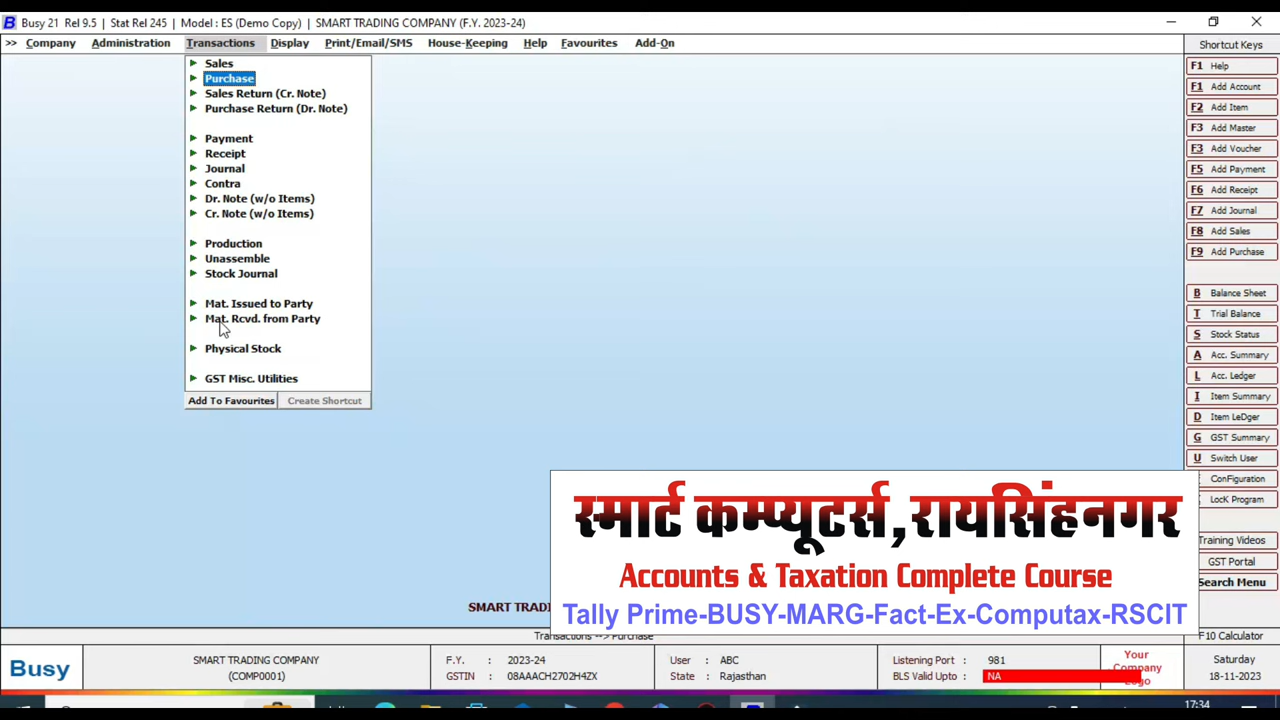 Busy 21 Rel 9.5 | Stat Rel 245 | Model : ES (Demo Copy) | SMART TRADING COMPANY (F.Y. 2023-24)
>> Company Administration Transactions Display Print/Email/SMS House-Keeping Help Favourites Add-On
Sales
Purchase
Sales Return (Cr. Note)
Purchase Return (Dr. Note)
Payment
Receipt
Journal
Contra
Dr. Note (w/o Items)
Cr. Note (w/o Items)
Production
Unassemble
Stock Journal
Mat. Issued to Party
Mat. Rcvd. from Party
Physical Stock
GST Misc. Utilities
Add To Favourites Create Shortcut
Shortcut Keys
F1 Help
F1 Add Account
F2 Add Item
F3 Add Master
F3 Add Voucher
F5 Add Payment
F6 Add Receipt
F7 Add Journal
F8 Add Sales
F9 Add Purchase
B Balance Sheet
T Trial Balance
S Stock Status
A Acc. Summary
L Acc. Ledger
I Item Summary
D Item LeDger
G GST Summary
U Switch User
ConFiguration
LocK Program
Training Videos
GST Portal
Search Menu
F10 Calculator
स्मार्ट कम्प्यूटर्स,रायसिंहनगर
Accounts & Taxation Complete Course
Tally Prime-BUSY-MARG-Fact-Ex-Computax-RSCIT
SMART TRADING
Transactions --> Purchase
Busy
SMART TRADING COMPANY
(COMP0001)
F.Y. : 2023-24
GSTIN : 08AAACH2702H4ZX
User : ABC
State : Rajasthan
Listening Port : 981
BLS Valid Upto : NA
Your
Company
Logo
Saturday
18-11-2023
17:34